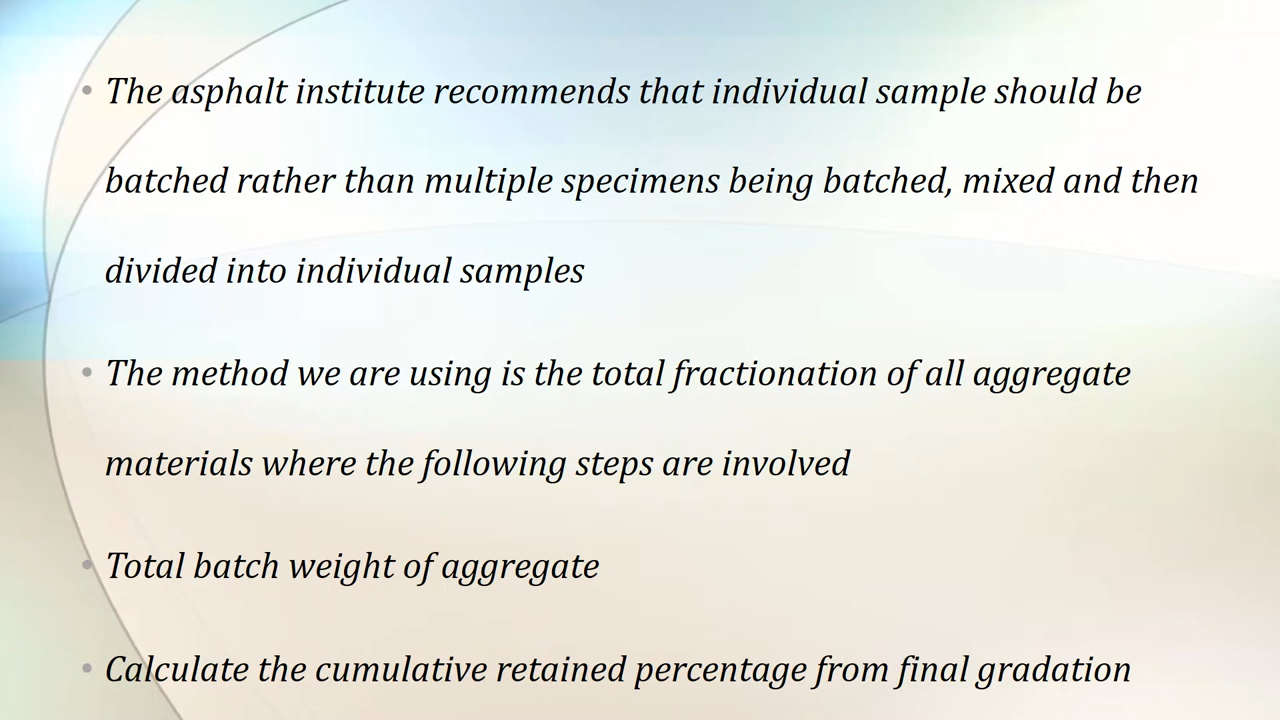 • The asphalt institute recommends that individual sample should be
batched rather than multiple specimens being batched, mixed and then
divided into individual samples
• The method we are using is the total fractionation of all aggregate
materials where the following steps are involved
• Total batch weight of aggregate
• Calculate the cumulative retained percentage from final gradation